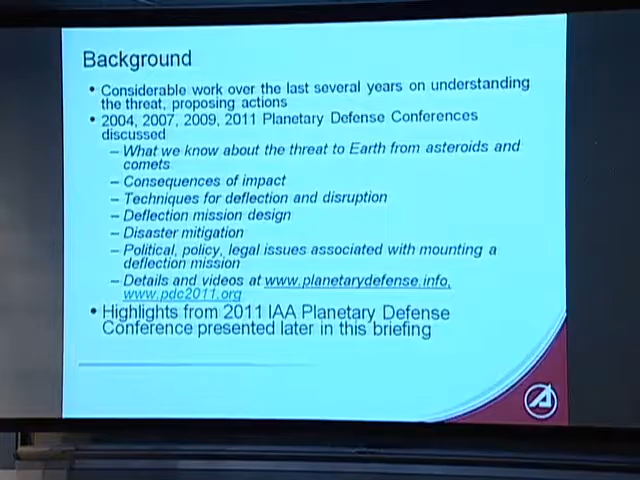 Background
• Considerable work over the last several years on understanding
the threat, proposing actions
• 2004, 2007, 2009, 2011 Planetary Defense Conferences
discussed
– What we know about the threat to Earth from asteroids and
comets
– Consequences of impact
– Techniques for deflection and disruption
– Deflection mission design
– Disaster mitigation
– Political, policy, legal issues associated with mounting a
deflection mission
– Details and videos at www.planetarydefense.info,
www.pdc2011.org
• Highlights from 2011 IAA Planetary Defense
Conference presented later in this briefing